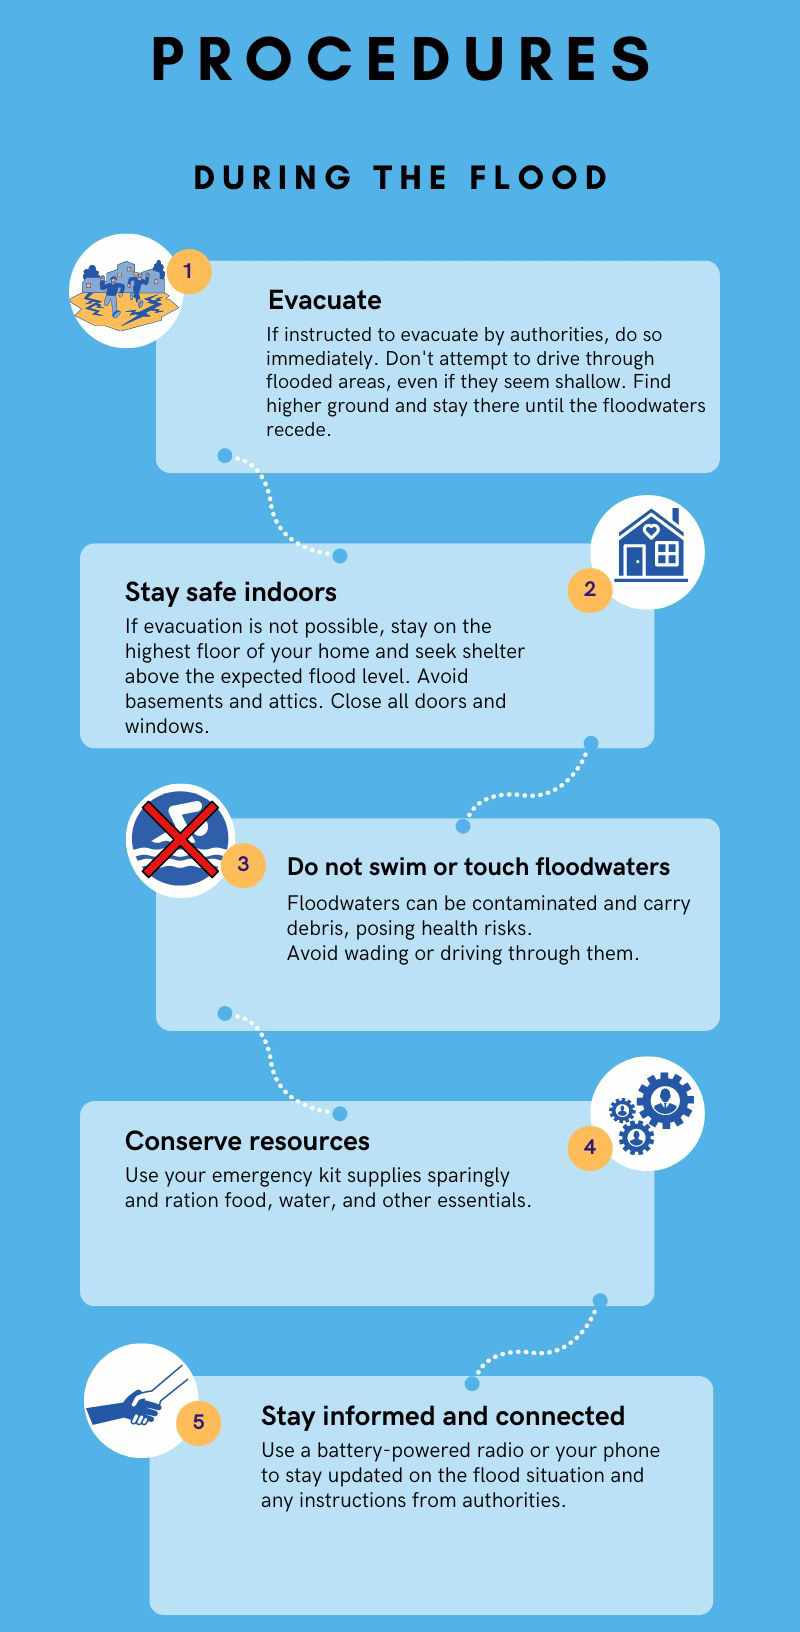 PROCEDURES
DURING THE FLOOD
1
Evacuate
If instructed to evacuate by authorities, do so
immediately. Don't attempt to drive through
flooded areas, even if they seem shallow. Find
higher ground and stay there until the floodwaters
recede.
2
Stay safe indoors
If evacuation is not possible, stay on the
highest floor of your home and seek shelter
above the expected flood level. Avoid
basements and attics. Close all doors and
windows.
3
Do not swim or touch floodwaters
Floodwaters can be contaminated and carry
debris, posing health risks.
Avoid wading or driving through them.
4
Conserve resources
Use your emergency kit supplies sparingly
and ration food, water, and other essentials.
5
Stay informed and connected
Use a battery-powered radio or your phone
to stay updated on the flood situation and
any instructions from authorities.